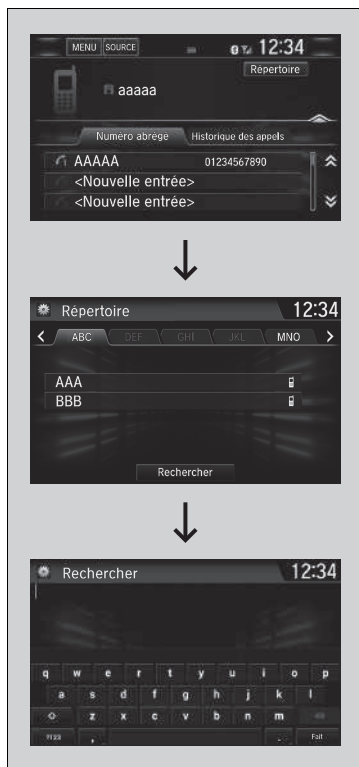 MENU SOURCE 12:34
Répertoire
aaaaa
Numéro abrégé Historique des appels
AAAAA 01234567890
<Nouvelle entrée>
<Nouvelle entrée>
Répertoire 12:34
ABC DEF GHI JKL MNO
AAA
BBB
Rechercher
Rechercher 12:34
q w e r t y u i o p
a s d f g h j k l
z x c v b n m
?123 , . Fait